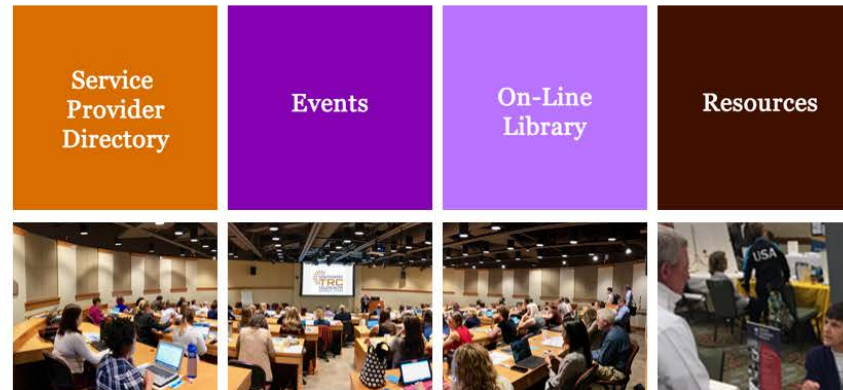 Service
Provider
Directory
Events
On-Line
Library
Resources
TRC
USA